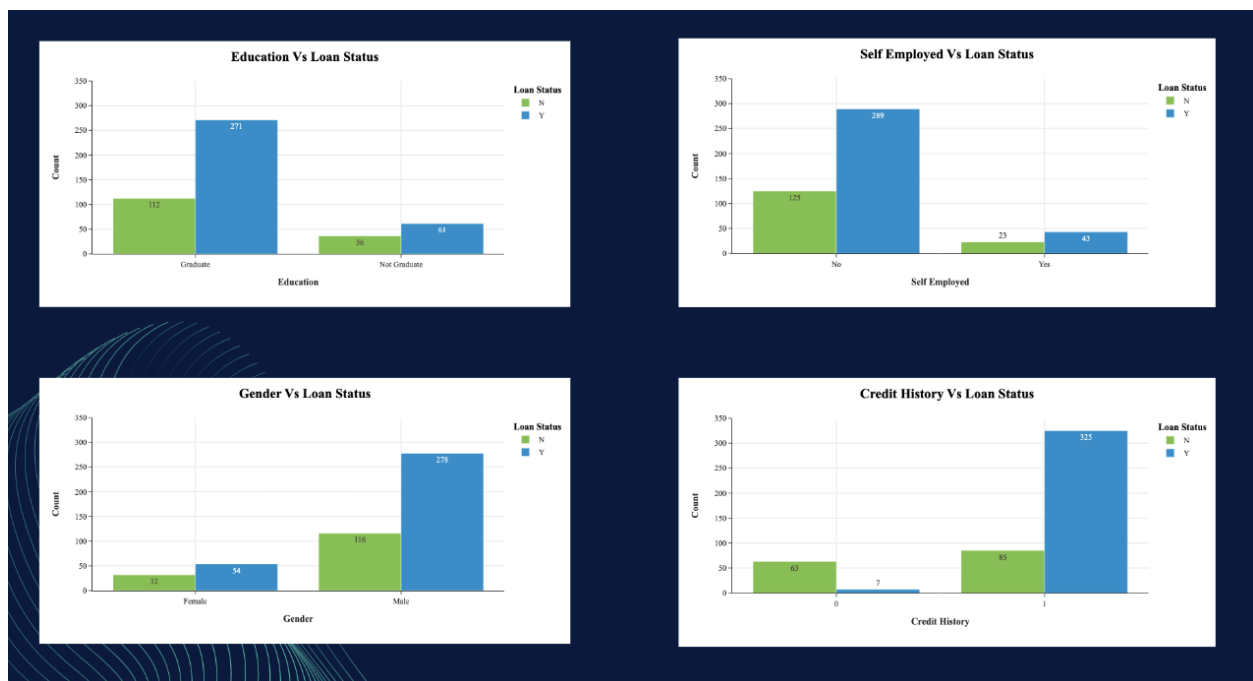 Education Vs Loan Status
350
300
250
200
150
100
50
0
Count
271
112
36
61
Graduate
Not Graduate
Education
Loan Status
N
Y
Self Employed Vs Loan Status
350
300
250
200
150
100
50
0
Count
289
125
23
43
No
Yes
Self Employed
Loan Status
N
Y
Gender Vs Loan Status
350
300
250
200
150
100
50
0
Count
32
54
116
278
Female
Male
Gender
Loan Status
N
Y
Credit History Vs Loan Status
350
300
250
200
150
100
50
0
Count
63
7
85
325
0
1
Credit History
Loan Status
N
Y